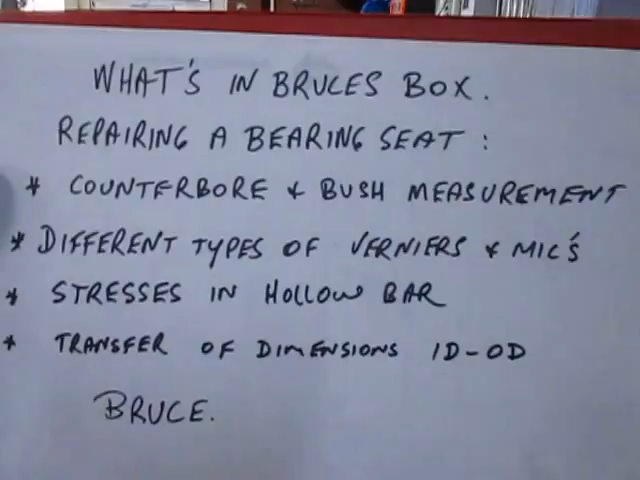 WHAT'S IN BRUCES BOX.
REPAIRING A BEARING SEAT :
* COUNTERBORE & BUSH MEASUREMENT
* DIFFERENT TYPES OF VERNIERS & MIC'S
* STRESSES IN HOLLOW BAR
* TRANSFER OF DIMENSIONS ID-OD
BRUCE.